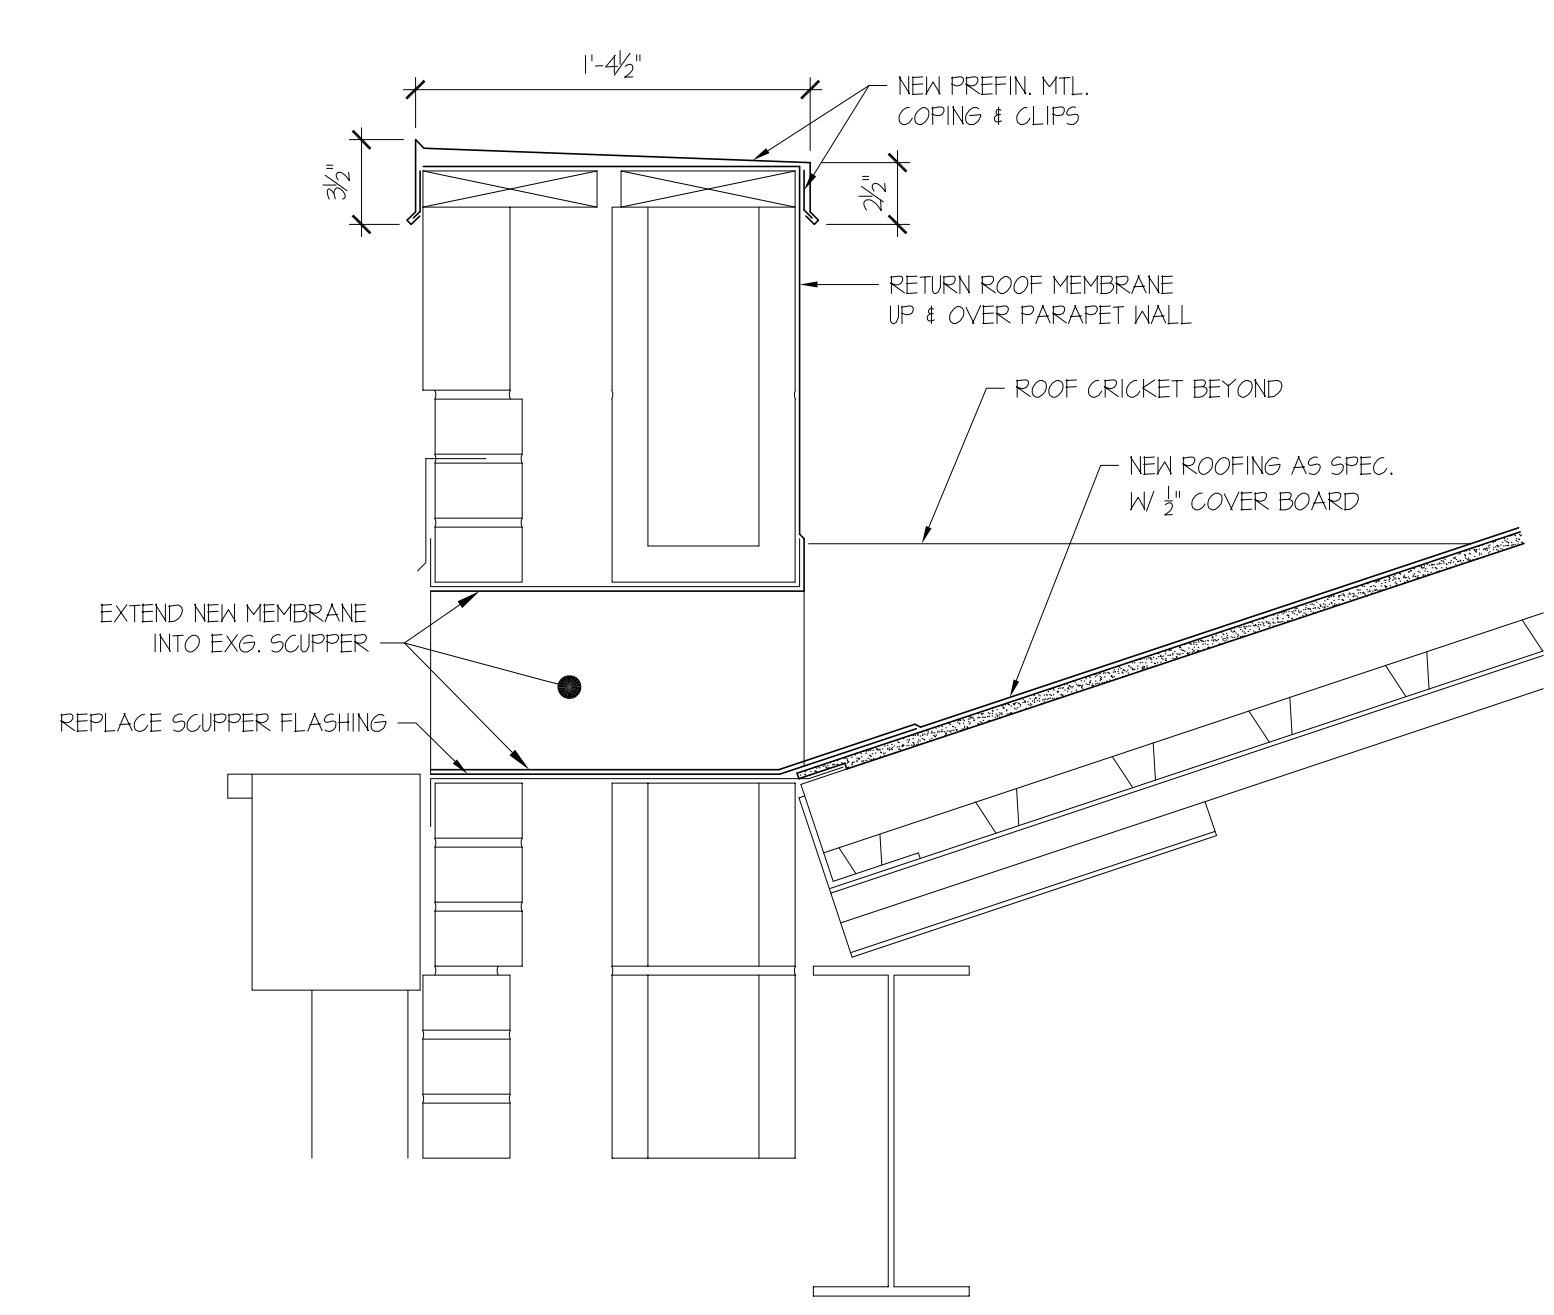 1'-4½"
NEW PREFIN. MTL.
COPING & CLIPS
3½"
2½"
RETURN ROOF MEMBRANE
UP & OVER PARAPET WALL
ROOF CRICKET BEYOND
NEW ROOFING AS SPEC.
W/ ½" COVER BOARD
EXTEND NEW MEMBRANE
INTO EXG. SCUPPER
REPLACE SCUPPER FLASHING